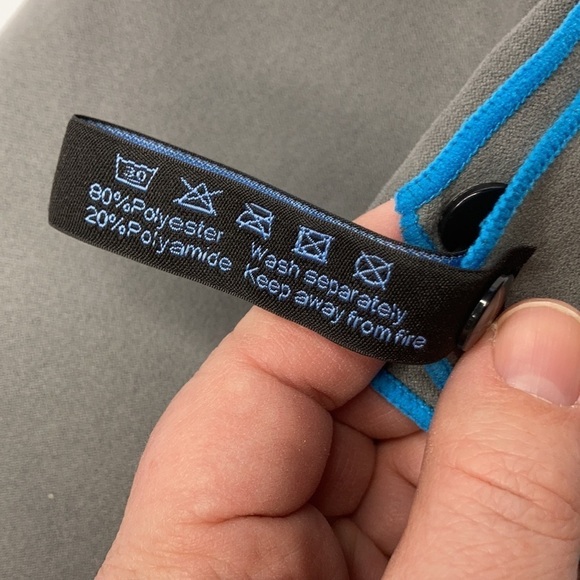 30
80%Polyester
20%Polyamide
Wash separately
Keep away from fire